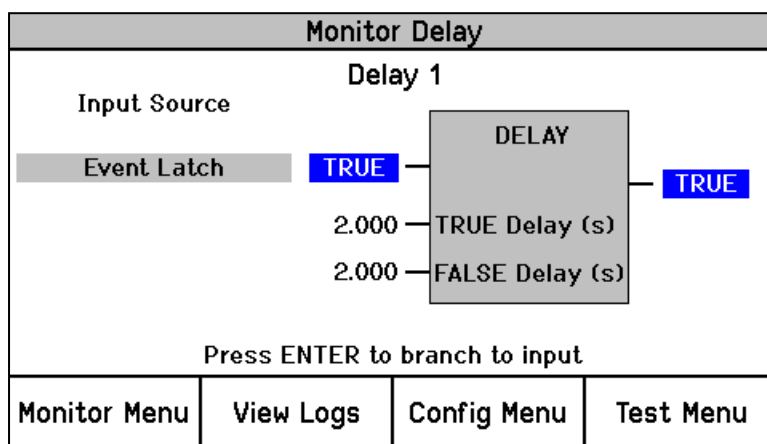 Monitor Delay
Delay 1
Input Source
DELAY
Event Latch TRUE
TRUE
2.000 TRUE Delay (s)
2.000 FALSE Delay (s)
Press ENTER to branch to input
Monitor Menu View Logs Config Menu Test Menu